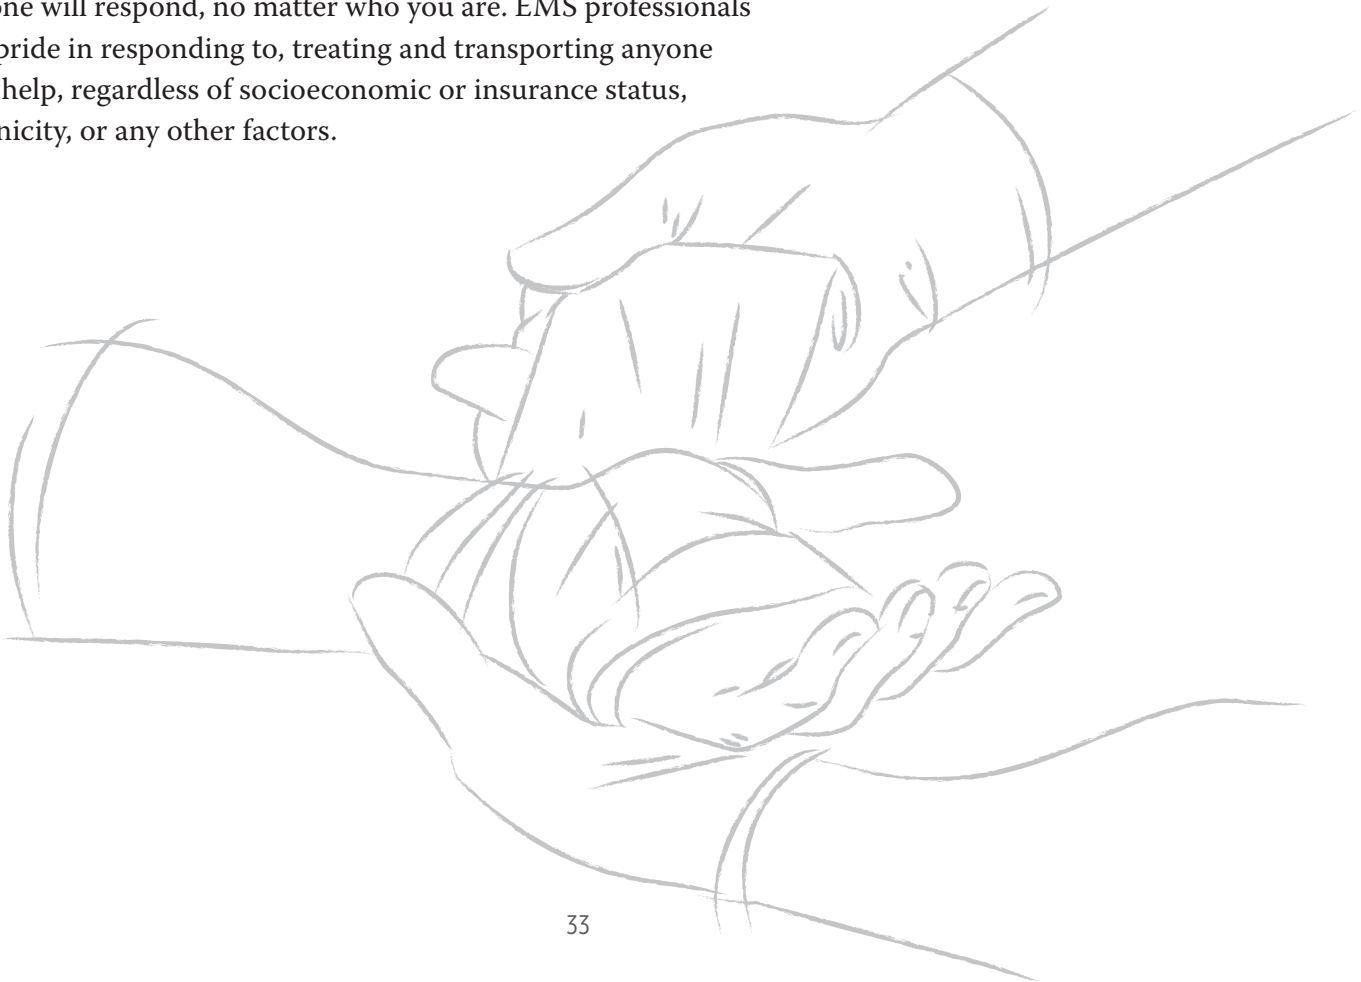 one will respond, no matter who you are. EMS professionals
pride in responding to, treating and transporting anyone
help, regardless of socioeconomic or insurance status,
nicity, or any other factors.
33